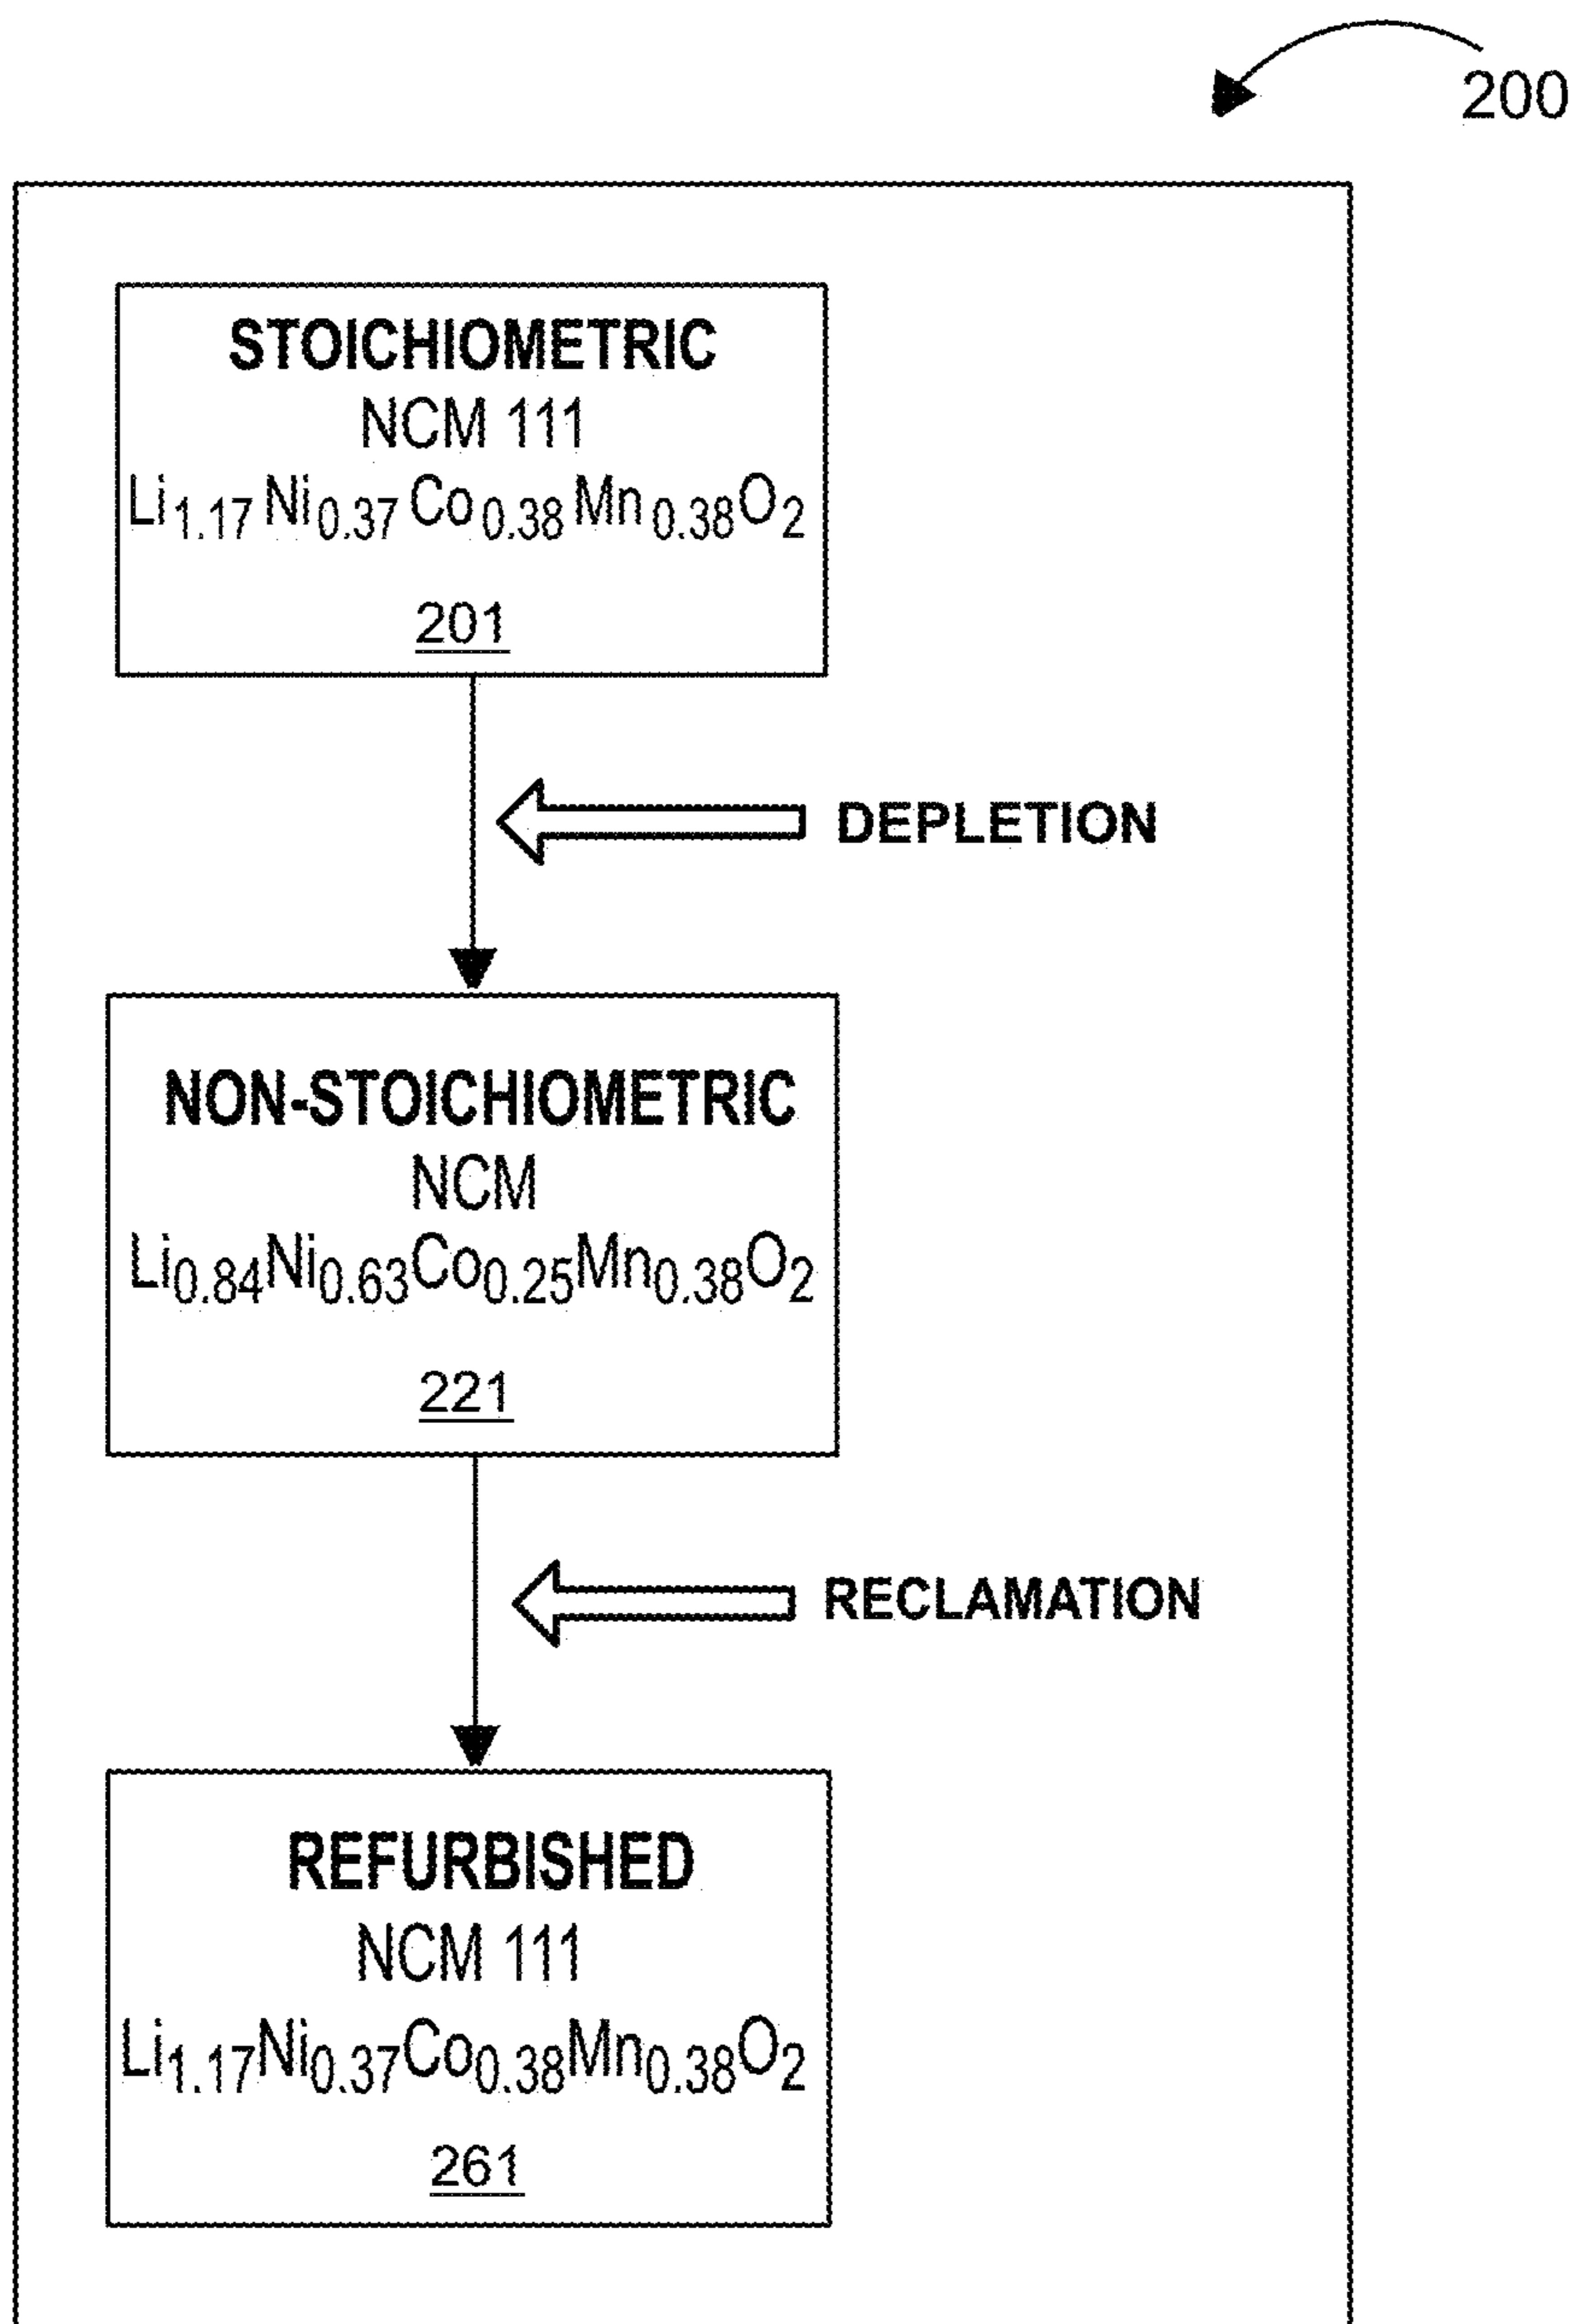 200
STOICHIOMETRIC
NCM 111
Li1.17Ni0.37Co0.38Mn0.38O2
201
DEPLETION
NON-STOICHIOMETRIC
NCM
Li0.84Ni0.63Co0.25Mn0.38O2
221
RECLAMATION
REFURBISHED
NCM 111
Li1.17Ni0.37Co0.38Mn0.38O2
261